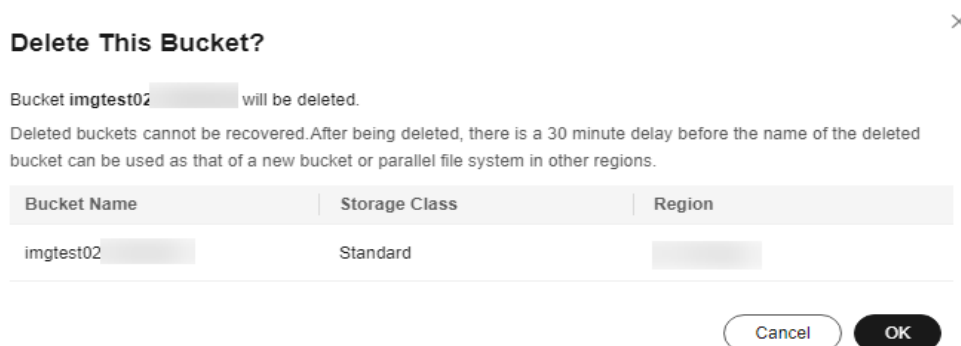 Delete This Bucket?
Bucket imgtest02 will be deleted.
Deleted buckets cannot be recovered.After being deleted, there is a 30 minute delay before the name of the deleted
bucket can be used as that of a new bucket or parallel file system in other regions.
Bucket Name Storage Class Region
imgtest02 Standard
Cancel OK